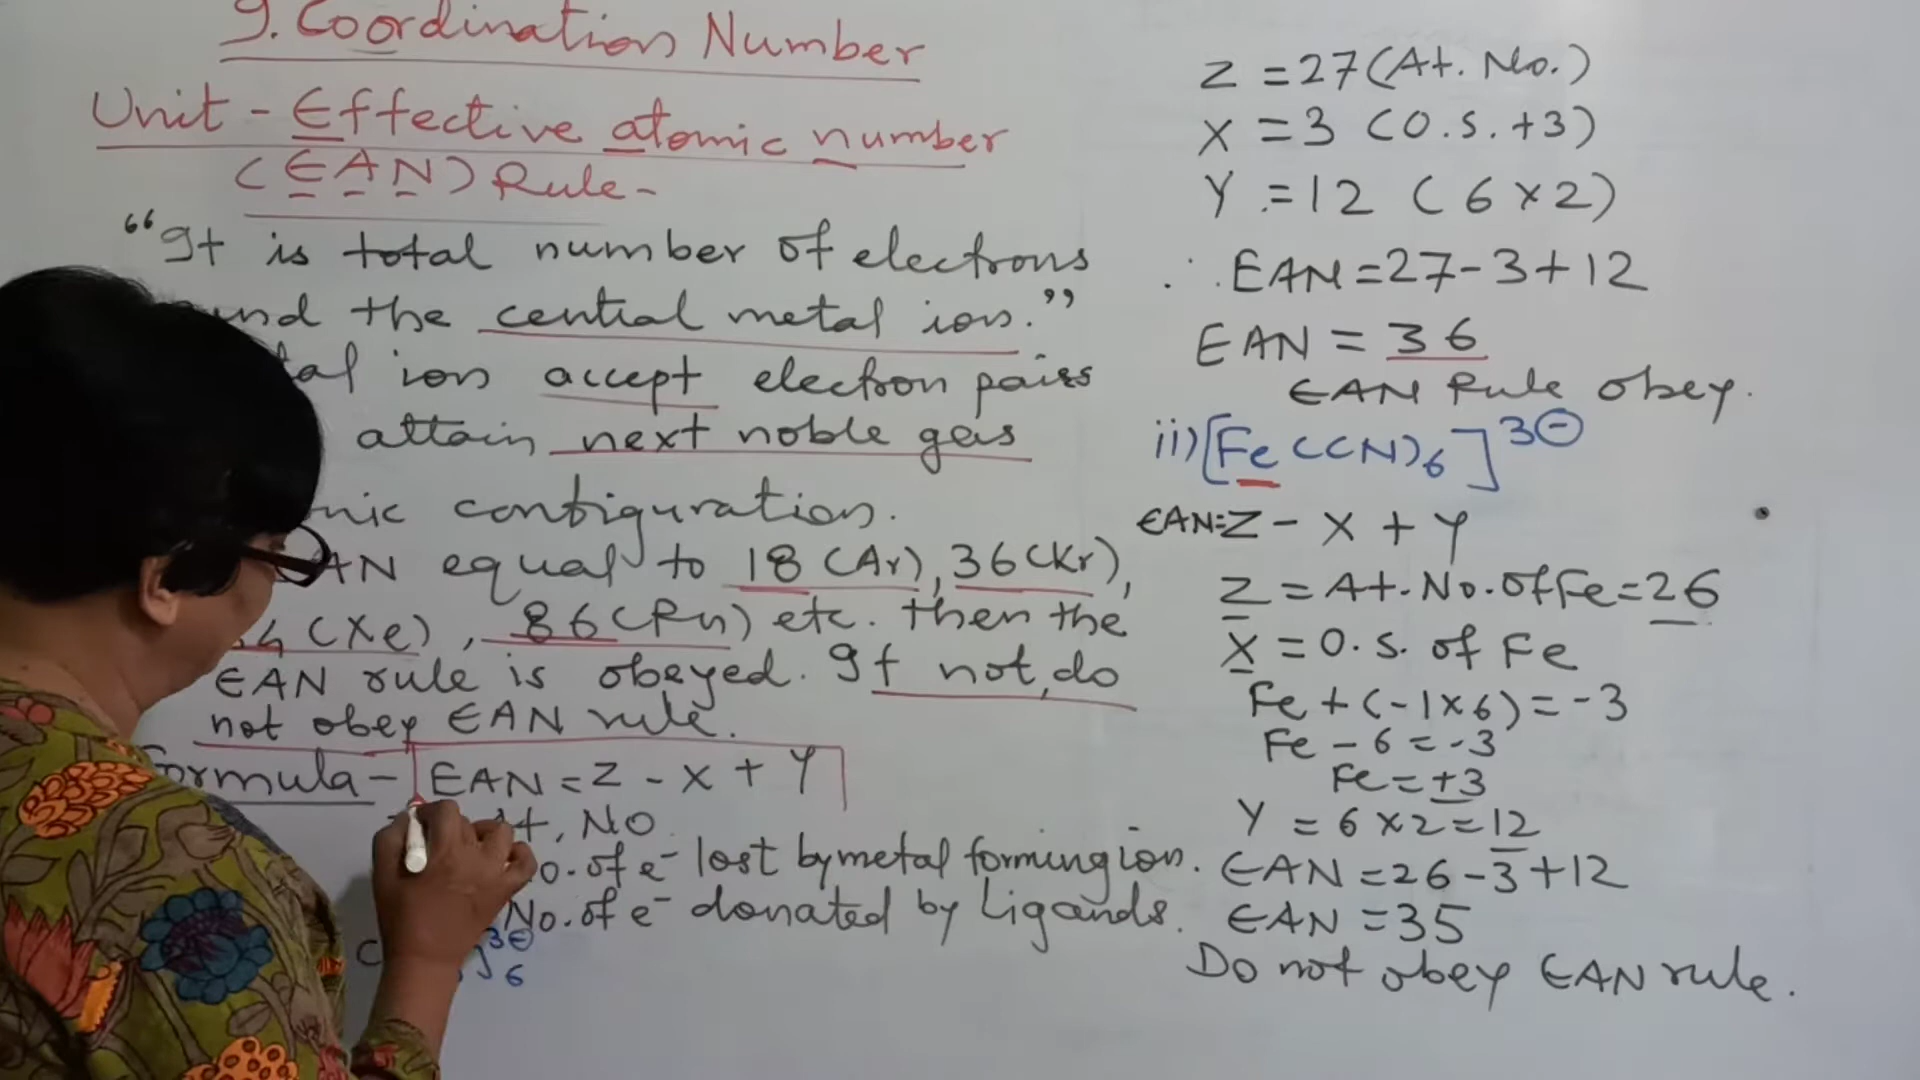 9. Coordination Number
Unit - Effective atomic number
(EAN) Rule -
"It is total number of electrons
the central metal ion."
ion accept electron pairs
attain next noble gas
configuration.
equal to 18 (Ar), 36 (Kr),
(Xe), 86 (Rn) etc. then the
EAN rule is obeyed. If not, do
not obey EAN rule.
Formula - EAN = Z - X + Y
At, No
No. of e⁻ lost by metal forming ion.
No. of e⁻ donated by Ligands.
]3⊖ 6
Z = 27 (At. No.)
X = 3 (O.S. +3)
Y = 12 (6 × 2)
∴ EAN = 27 - 3 + 12
EAN = 36
EAN Rule obey.
ii) [Fe(CN)₆]3⊖
EAN = Z - X + Y
Z = At. No. of Fe = 26
X = O.S. of Fe
Fe + (-1 × 6) = -3
Fe - 6 = -3
Fe = +3
Y = 6 × 2 = 12
EAN = 26 - 3 + 12
EAN = 35
Do not obey EAN rule.